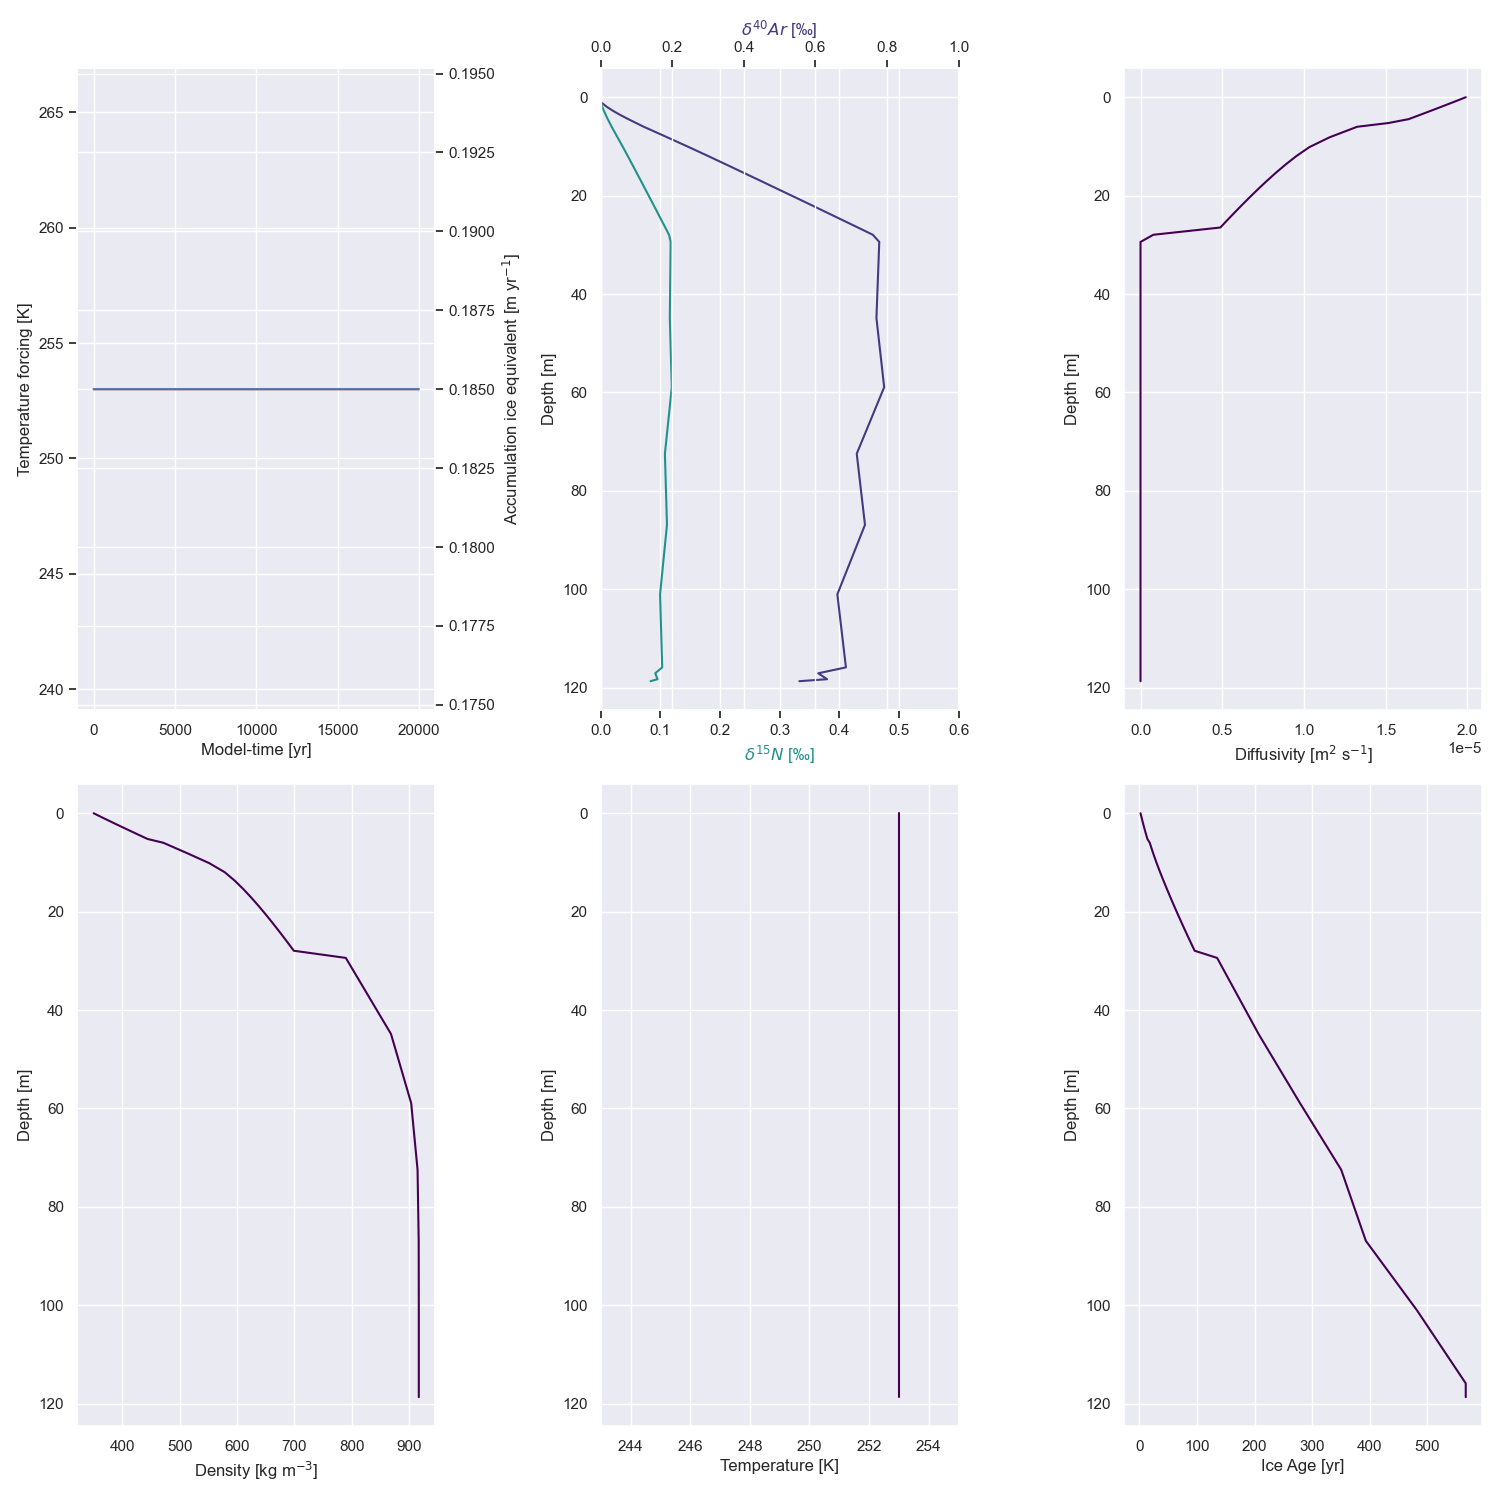 δ⁴⁰Ar [‰]
0.0 0.2 0.4 0.6 0.8 1.0
Temperature forcing [K]
265
260
255
250
245
240
0.1950
0.1925
0.1900
0.1875
0.1850
0.1825
0.1800
0.1775
0.1750
Accumulation ice equivalent [m yr⁻¹]
0 5000 10000 15000 20000
Model-time [yr]
Depth [m]
0
20
40
60
80
100
120
0.0 0.1 0.2 0.3 0.4 0.5 0.6
δ¹⁵N [‰]
Depth [m]
0
20
40
60
80
100
120
0.0 0.5 1.0 1.5 2.0
1e−5
Diffusivity [m² s⁻¹]
Depth [m]
0
20
40
60
80
100
120
400 500 600 700 800 900
Density [kg m⁻³]
Depth [m]
0
20
40
60
80
100
120
244 246 248 250 252 254
Temperature [K]
Depth [m]
0
20
40
60
80
100
120
0 100 200 300 400 500
Ice Age [yr]